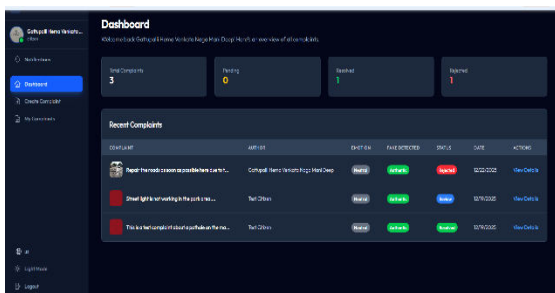 Gattupalli Hema Venkata...
Citizen
Notifications
Dashboard
Create Complaint
My Complaints
Light Mode
Logout
Dashboard
Welcome back Gattupalli Hema Venkata Naga Mani Deep! Here's an overview of all complaints.
Total Complaints
3
Pending
0
Resolved
1
Rejected
1
Recent Complaints
COMPLAINT AUTHOR EMOTION FAKE DETECTED STATUS DATE ACTIONS
Repair the roads as soon as possible here due to t... Gattupalli Hema Venkata Naga Mani Deep Neutral Authentic Rejected 12/22/2025 View Details
Street light is not working in the park area... Test Citizen Neutral Authentic Review 12/19/2025 View Details
This is a test complaint about a pothole on the ma... Test Citizen Neutral Authentic Resolved 12/19/2025 View Details